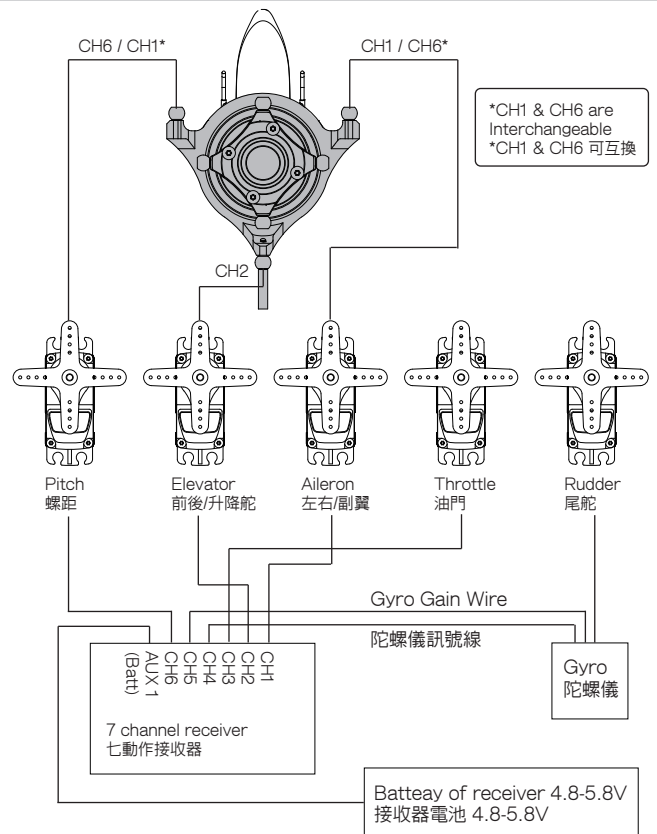 CH6 / CH1*
CH1 / CH6*
*CH1 & CH6 are
Interchangeable
*CH1 & CH6 可互換
CH2
Pitch
螺距
Elevator
前後/升降舵
Aileron
左右/副翼
Throttle
油門
Rudder
尾舵
Gyro Gain Wire
陀螺儀訊號線
Gyro
陀螺儀
AUX 1
(Batt)
CH6
CH5
CH4
CH3
CH2
CH1
7 channel receiver
七動作接收器
Batteay of receiver 4.8-5.8V
接收器電池 4.8-5.8V